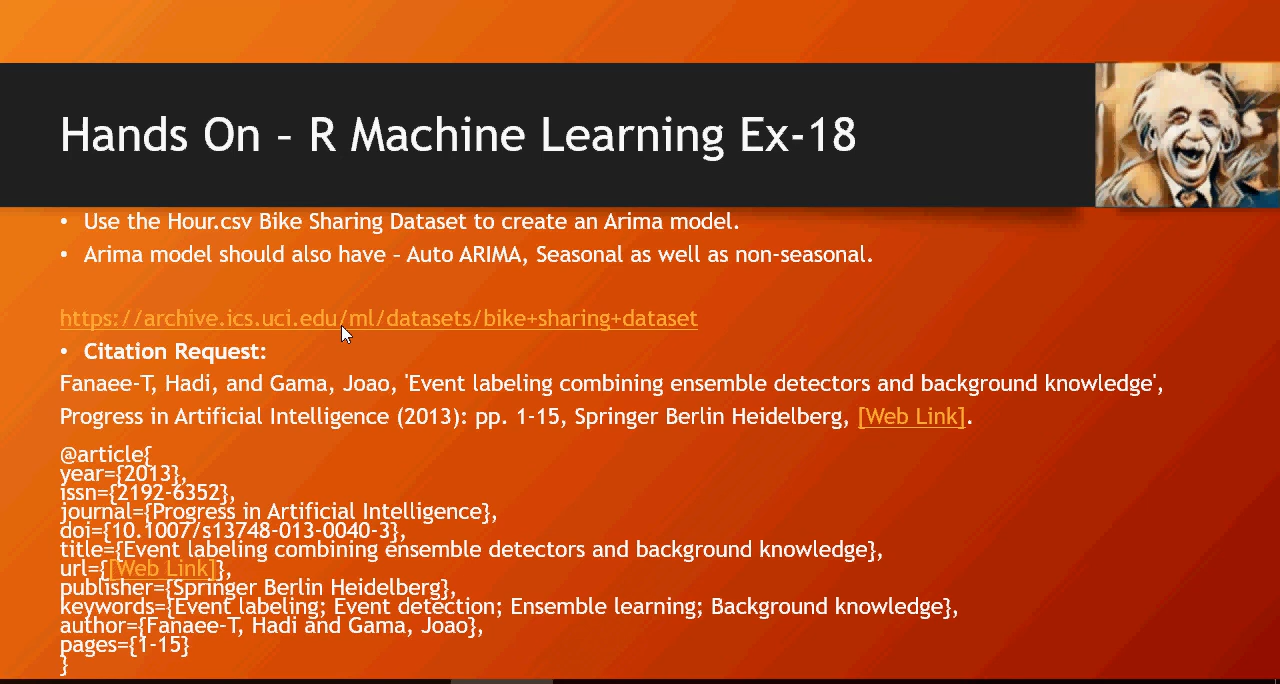 Hands On – R Machine Learning Ex-18
• Use the Hour.csv Bike Sharing Dataset to create an Arima model.
• Arima model should also have – Auto ARIMA, Seasonal as well as non-seasonal.
https://archive.ics.uci.edu/ml/datasets/bike+sharing+dataset
• Citation Request:
Fanaee-T, Hadi, and Gama, Joao, 'Event labeling combining ensemble detectors and background knowledge',
Progress in Artificial Intelligence (2013): pp. 1-15, Springer Berlin Heidelberg, [Web Link].
@article{
year={2013},
issn={2192-6352},
journal={Progress in Artificial Intelligence},
doi={10.1007/s13748-013-0040-3},
title={Event labeling combining ensemble detectors and background knowledge},
url={[Web Link]},
publisher={Springer Berlin Heidelberg},
keywords={Event labeling; Event detection; Ensemble learning; Background knowledge},
author={Fanaee-T, Hadi and Gama, Joao},
pages={1-15}
}